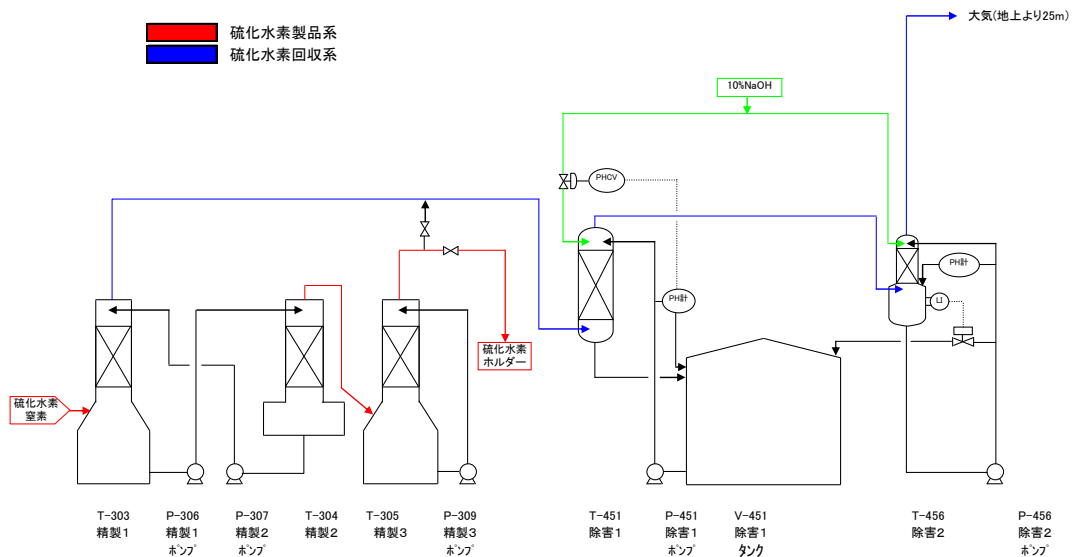 硫化水素製品系
硫化水素回収系
大気(地上より25m)
10%NaOH
PHCV
PH計
PH計
LI
硫化水素
ホルダー
硫化水素
窒素
T-303
精製1
P-306
精製1
ポンプ
P-307
精製2
ポンプ
T-304
精製2
T-305
精製3
P-309
精製3
ポンプ
T-451
除害1
P-451
除害1
ポンプ
V-451
除害1
タンク
T-456
除害2
P-456
除害2
ポンプ